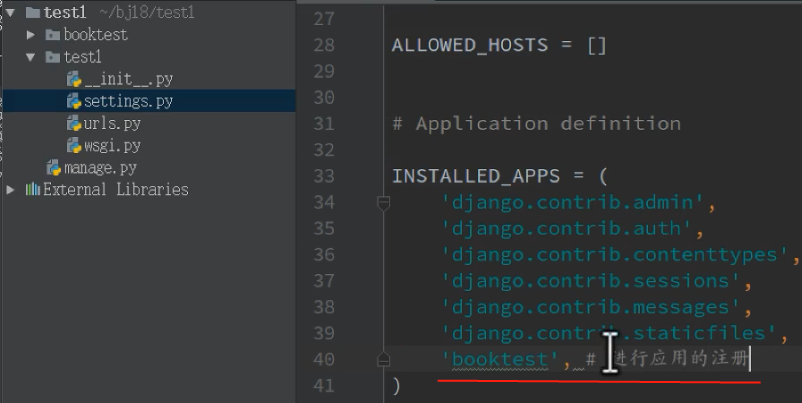 test1 ~/bj18/test1
booktest
test1
__init__.py
settings.py
urls.py
wsgi.py
manage.py
External Libraries
27
28 ALLOWED_HOSTS = []
29
30
31 # Application definition
32
33 INSTALLED_APPS = (
34 'django.contrib.admin',
35 'django.contrib.auth',
36 'django.contrib.contenttypes',
37 'django.contrib.sessions',
38 'django.contrib.messages',
39 'django.contrib.staticfiles',
40 'booktest', # 进行应用的注册
41 )